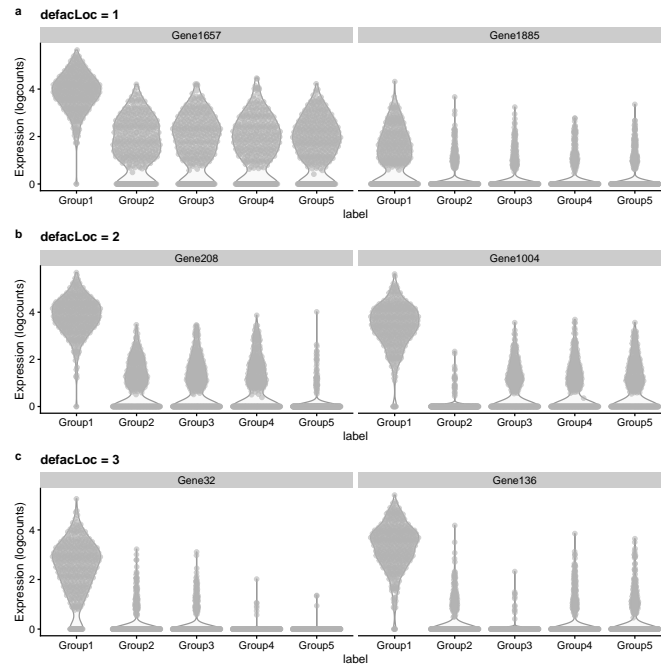 a defacLoc = 1
Gene1657 Gene1885
Expression (logcounts)
4
2
0
Group1 Group2 Group3 Group4 Group5 Group1 Group2 Group3 Group4 Group5
label
b defacLoc = 2
Gene208 Gene1004
Expression (logcounts)
4
2
0
Group1 Group2 Group3 Group4 Group5 Group1 Group2 Group3 Group4 Group5
label
c defacLoc = 3
Gene32 Gene136
Expression (logcounts)
4
2
0
Group1 Group2 Group3 Group4 Group5 Group1 Group2 Group3 Group4 Group5
label